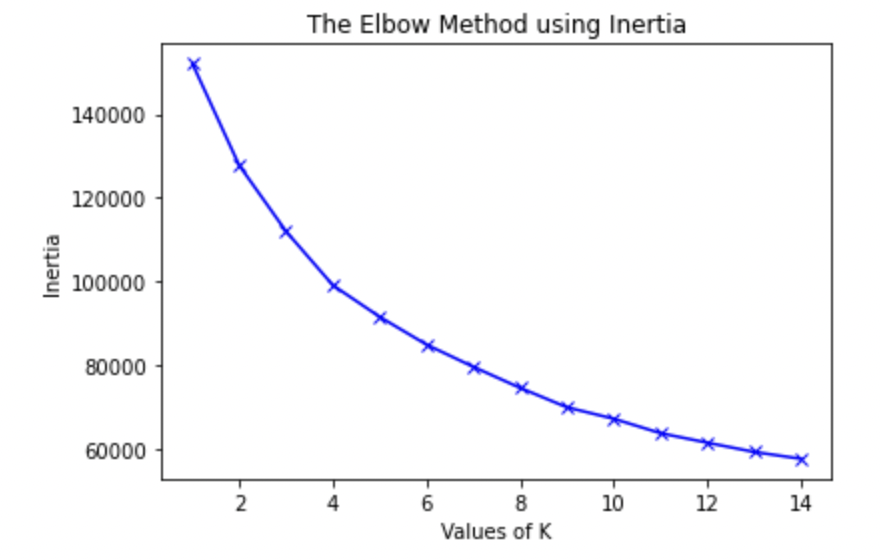 The Elbow Method using Inertia
140000
120000
100000
80000
60000
Inertia
2 4 6 8 10 12 14
Values of K